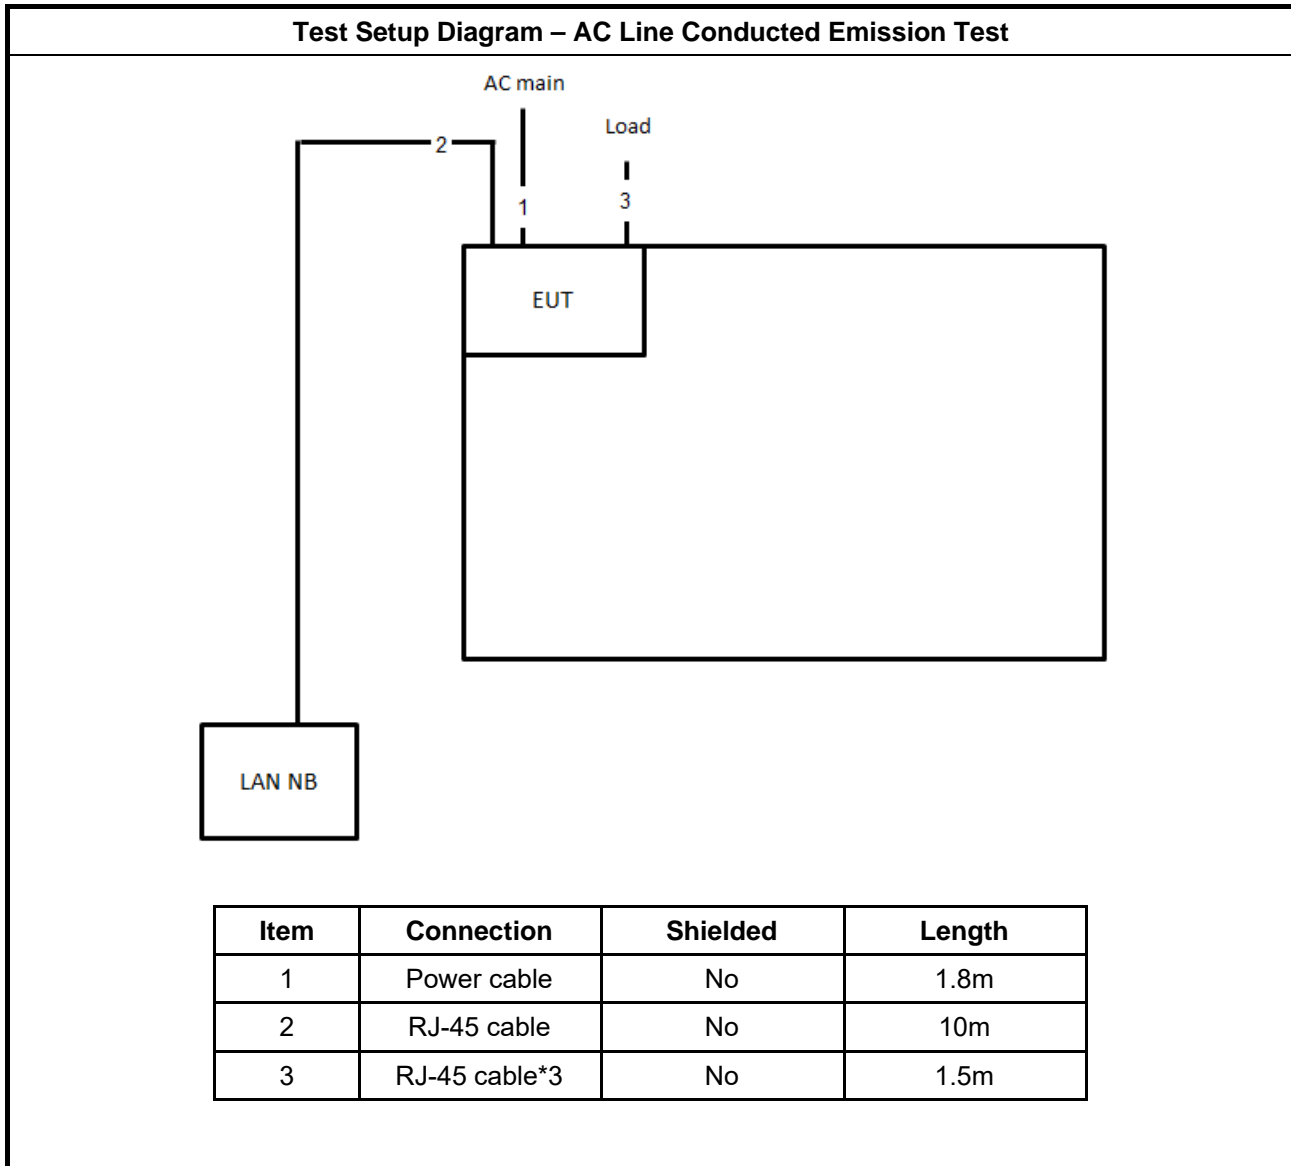 Test Setup Diagram – AC Line Conducted Emission Test
AC main
Load
2
1
3
EUT
LAN NB
Item Connection Shielded Length
1 Power cable No 1.8m
2 RJ-45 cable No 10m
3 RJ-45 cable*3 No 1.5m